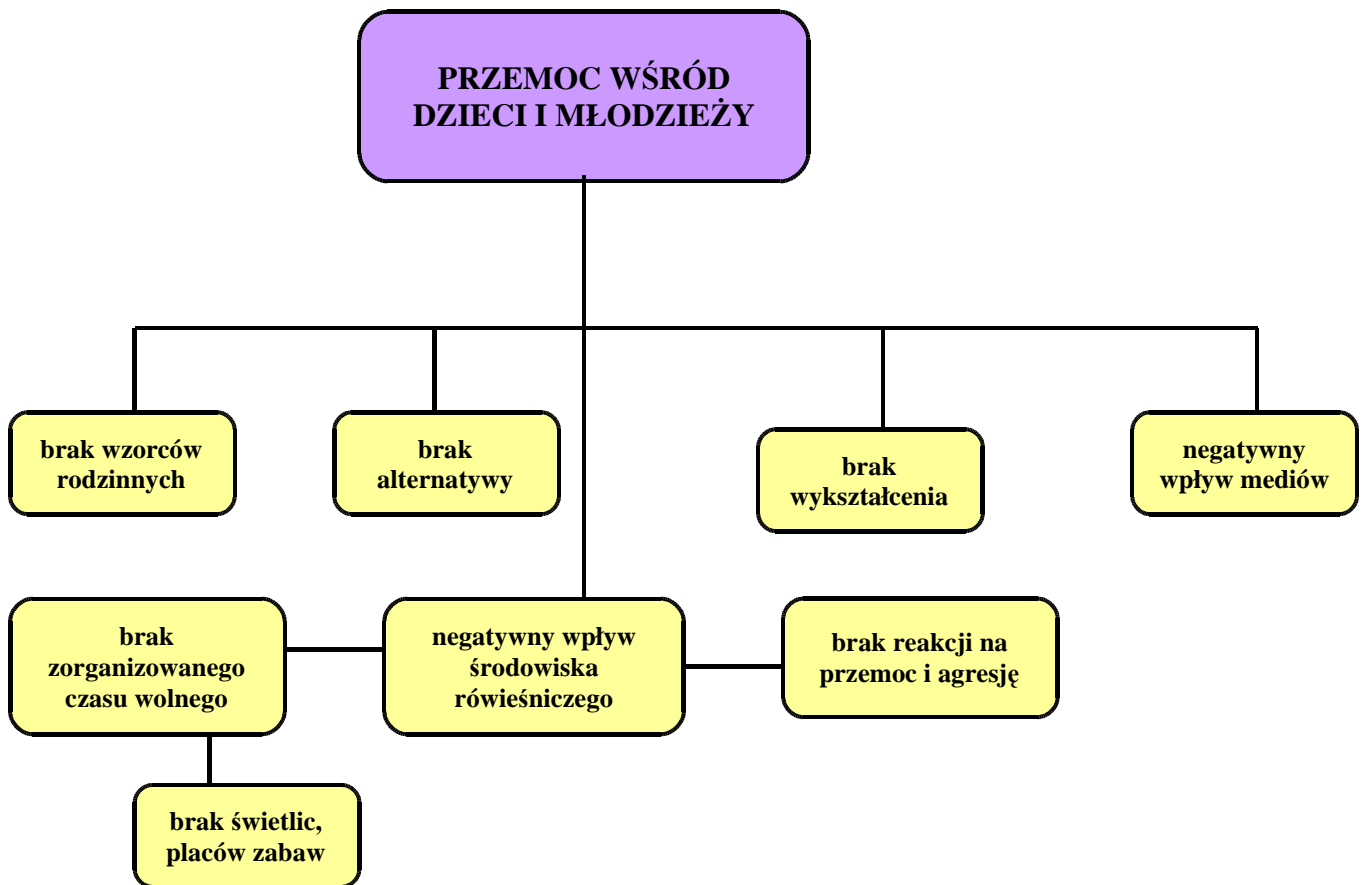 PRZEMOC WŚRÓD
DZIECI I MŁODZIEŻY
brak wzorców
rodzinnych
brak
alternatywy
brak
wykształcenia
negatywny
wpływ mediów
brak
zorganizowanego
czasu wolnego
negatywny wpływ
środowiska
rówieśniczego
brak reakcji na
przemoc i agresję
brak świetlic,
placów zabaw